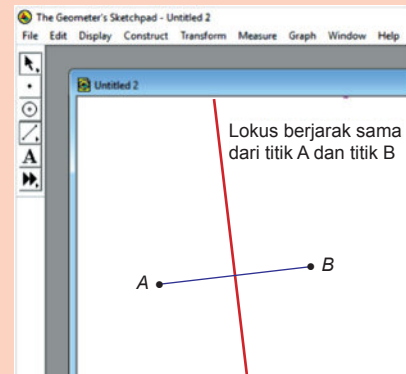 The Geometer's Sketchpad - Untitled 2
File Edit Display Construct Transform Measure Graph Window Help
Untitled 2
A
Lokus berjarak sama
dari titik A dan titik B
B
A